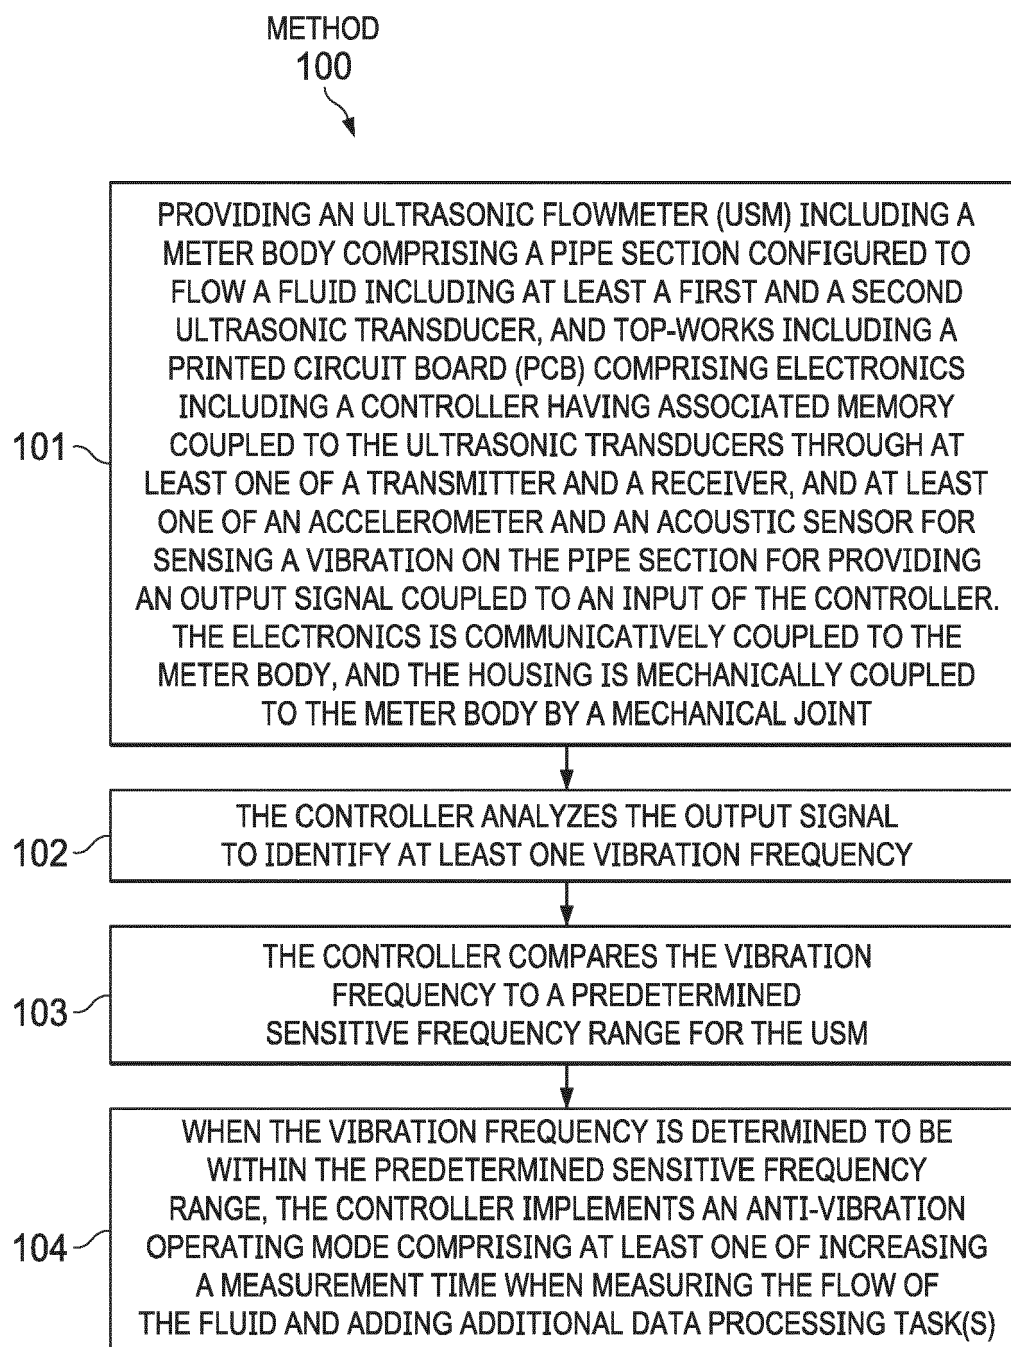 METHOD
100
101
PROVIDING AN ULTRASONIC FLOWMETER (USM) INCLUDING A
METER BODY COMPRISING A PIPE SECTION CONFIGURED TO
FLOW A FLUID INCLUDING AT LEAST A FIRST AND A SECOND
ULTRASONIC TRANSDUCER, AND TOP-WORKS INCLUDING A
PRINTED CIRCUIT BOARD (PCB) COMPRISING ELECTRONICS
INCLUDING A CONTROLLER HAVING ASSOCIATED MEMORY
COUPLED TO THE ULTRASONIC TRANSDUCERS THROUGH AT
LEAST ONE OF A TRANSMITTER AND A RECEIVER, AND AT LEAST
ONE OF AN ACCELEROMETER AND AN ACOUSTIC SENSOR FOR
SENSING A VIBRATION ON THE PIPE SECTION FOR PROVIDING
AN OUTPUT SIGNAL COUPLED TO AN INPUT OF THE CONTROLLER.
THE ELECTRONICS IS COMMUNICATIVELY COUPLED TO THE
METER BODY, AND THE HOUSING IS MECHANICALLY COUPLED
TO THE METER BODY BY A MECHANICAL JOINT
102
THE CONTROLLER ANALYZES THE OUTPUT SIGNAL
TO IDENTIFY AT LEAST ONE VIBRATION FREQUENCY
103
THE CONTROLLER COMPARES THE VIBRATION
FREQUENCY TO A PREDETERMINED
SENSITIVE FREQUENCY RANGE FOR THE USM
104
WHEN THE VIBRATION FREQUENCY IS DETERMINED TO BE
WITHIN THE PREDETERMINED SENSITIVE FREQUENCY
RANGE, THE CONTROLLER IMPLEMENTS AN ANTI-VIBRATION
OPERATING MODE COMPRISING AT LEAST ONE OF INCREASING
A MEASUREMENT TIME WHEN MEASURING THE FLOW OF
THE FLUID AND ADDING ADDITIONAL DATA PROCESSING TASK(S)